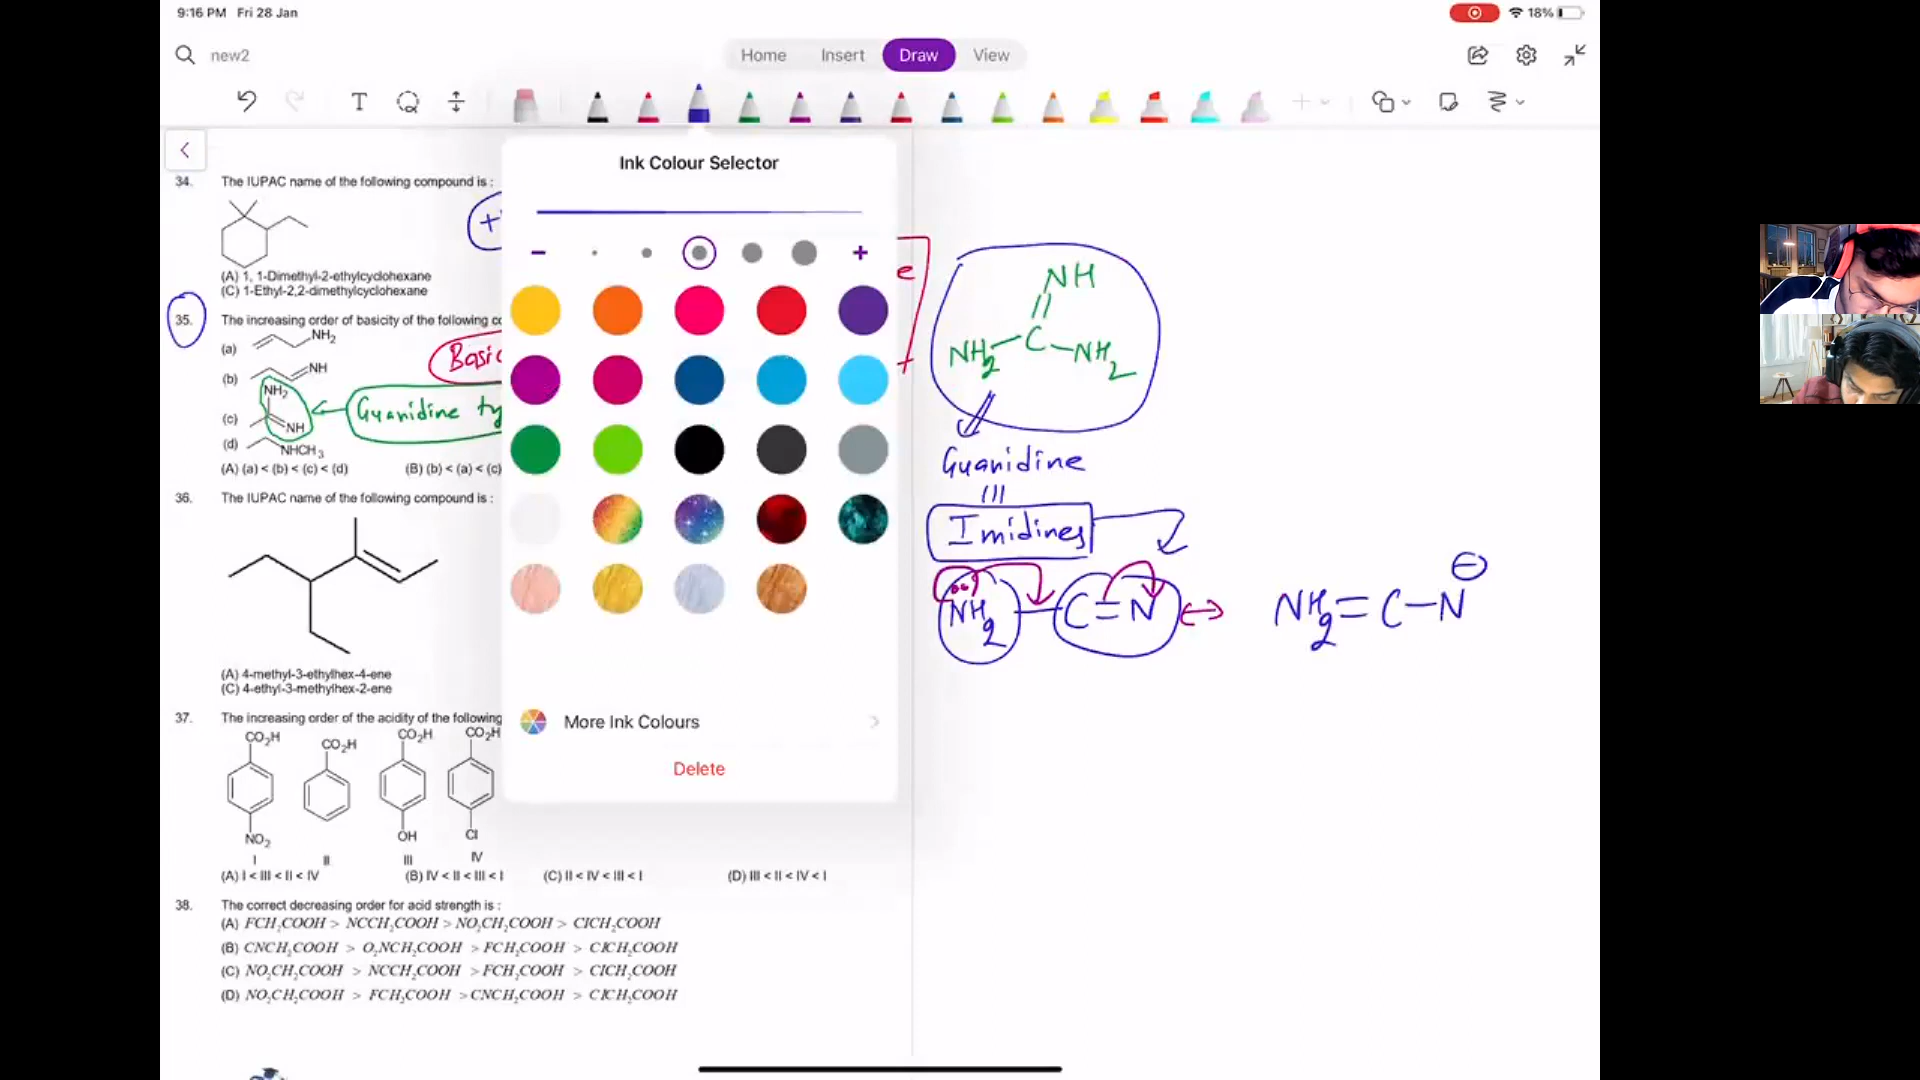 9:16 PM Fri 28 Jan
18%
new2
Home Insert Draw View
T
Ink Colour Selector
34. The IUPAC name of the following compound is :
(A) 1, 1-Dimethyl-2-ethylcyclohexane
(C) 1-Ethyl-2,2-dimethylcyclohexane
35. The increasing order of basicity of the following co
(a) NH2
(b) NH
(c) NH2
NH
(d) NHCH3
Basic
Guanidine ty
(A) (a) < (b) < (c) < (d) (B) (b) < (a) < (c)
36. The IUPAC name of the following compound is :
(A) 4-methyl-3-ethylhex-4-ene
(C) 4-ethyl-3-methylhex-2-ene
37. The increasing order of the acidity of the following
CO2H CO2H CO2H CO2H
NO2 OH Cl
I II III IV
(A) I < III < II < IV (B) IV < II < III < I (C) II < IV < III < I (D) III < II < IV < I
38. The correct decreasing order for acid strength is :
(A) FCH2COOH > NCCH2COOH > NO2CH2COOH > ClCH2COOH
(B) CNCH2COOH > O2NCH2COOH > FCH2COOH > ClCH2COOH
(C) NO2CH2COOH > NCCH2COOH > FCH2COOH > ClCH2COOH
(D) NO2CH2COOH > FCH2COOH > CNCH2COOH > ClCH2COOH
More Ink Colours
Delete
e
NH
NH2 – C – NH2
Guanidine
Imidines
NH2 – C = N ↔ NH2 = C – N ⊖